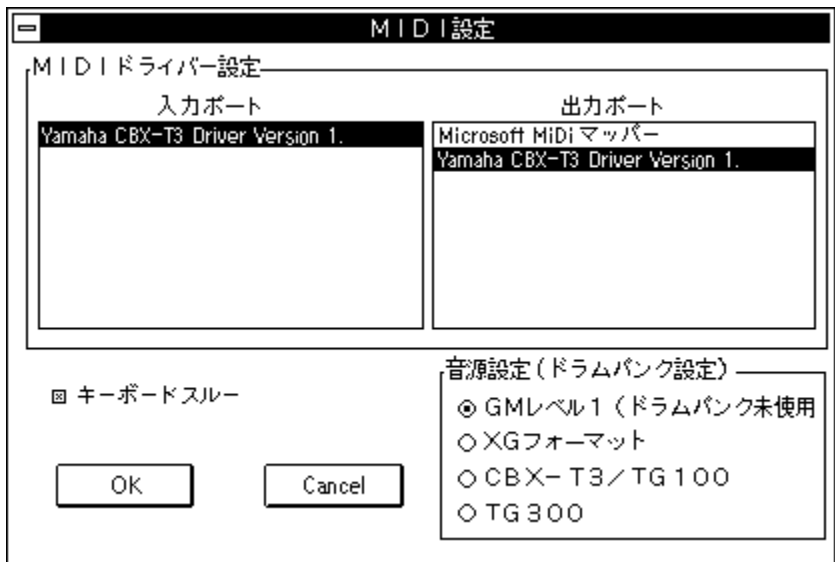 ＭＩＤＩ設定
ＭＩＤＩドライバー設定
入力ポート
出力ポート
Yamaha CBX-T3 Driver Version 1.
Microsoft MiDi マッパー
Yamaha CBX-T3 Driver Version 1.
キーボードスルー
音源設定(ドラムバンク設定)
GMレベル1（ドラムバンク未使用
XGフォーマット
ＣＢＸ−Ｔ３／ＴＧ１００
ＴＧ３００
OK
Cancel